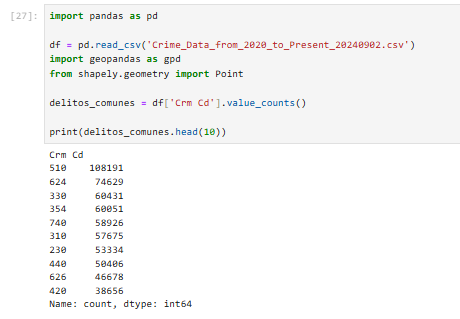 [27]: import pandas as pd
df = pd.read_csv('Crime_Data_from_2020_to_Present_20240902.csv')
import geopandas as gpd
from shapely.geometry import Point
delitos_comunes = df['Crm Cd'].value_counts()
print(delitos_comunes.head(10))
Crm Cd
510    108191
624     74629
330     60431
354     60051
740     58926
310     57675
230     53334
440     50406
626     46678
420     38656
Name: count, dtype: int64